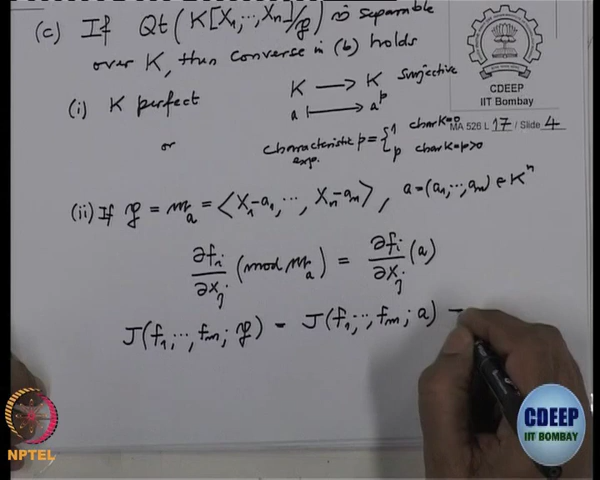 (c) If Qt(K[X₁,…,Xₙ]/𝔭) is separable
over K, then converse in (b) holds
(i) K perfect K ⟶ K surjective
a ⟼ aᵖ
or characteristic exp. p = { 1 char K=0
p char K=p>0
(ii) If 𝔭 = 𝔪ₐ = ⟨X₁-a₁,…, Xₙ-aₙ⟩, a=(a₁,…,aₙ) ∈ Kⁿ
∂fᵢ/∂Xⱼ (mod 𝔪ₐ) = ∂fᵢ/∂Xⱼ (a)
J(f₁,…,fₘ; 𝔭) = J(f₁,…,fₘ; a) -
CDEEP
IIT Bombay
MA 526 L 17 / Slide 4
NPTEL
CDEEP
IIT BOMBAY